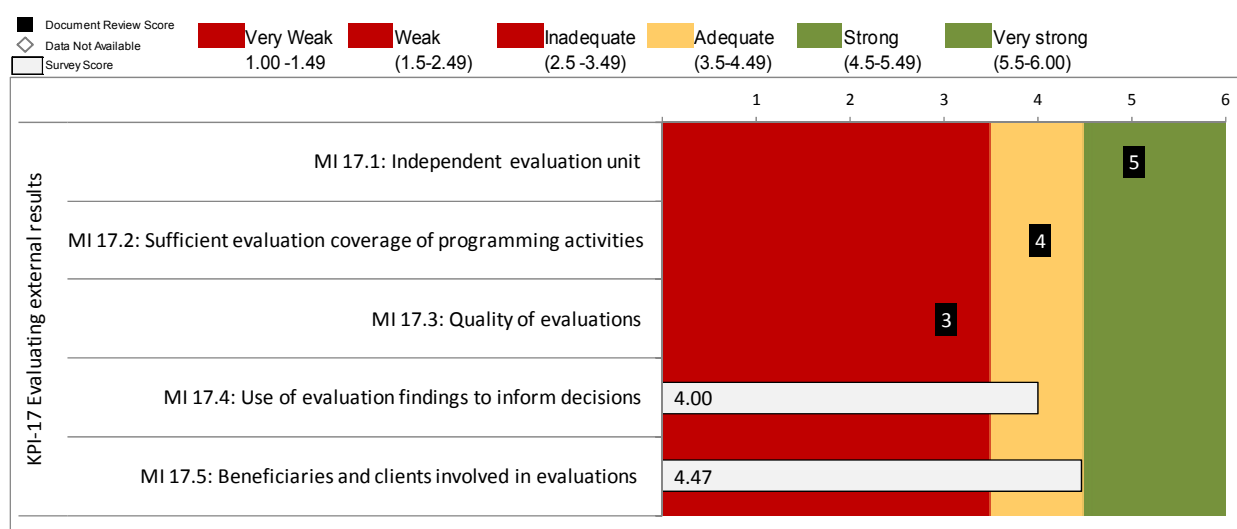 Document Review Score
Data Not Available
Survey Score
Very Weak
1.00 -1.49
Weak
(1.5-2.49)
Inadequate
(2.5 -3.49)
Adequate
(3.5-4.49)
Strong
(4.5-5.49)
Very strong
(5.5-6.00)
1 2 3 4 5 6
KPI-17 Evaluating external results
MI 17.1: Independent evaluation unit
5
MI 17.2: Sufficient evaluation coverage of programming activities
4
MI 17.3: Quality of evaluations
3
MI 17.4: Use of evaluation findings to inform decisions
4.00
MI 17.5: Beneficiaries and clients involved in evaluations
4.47